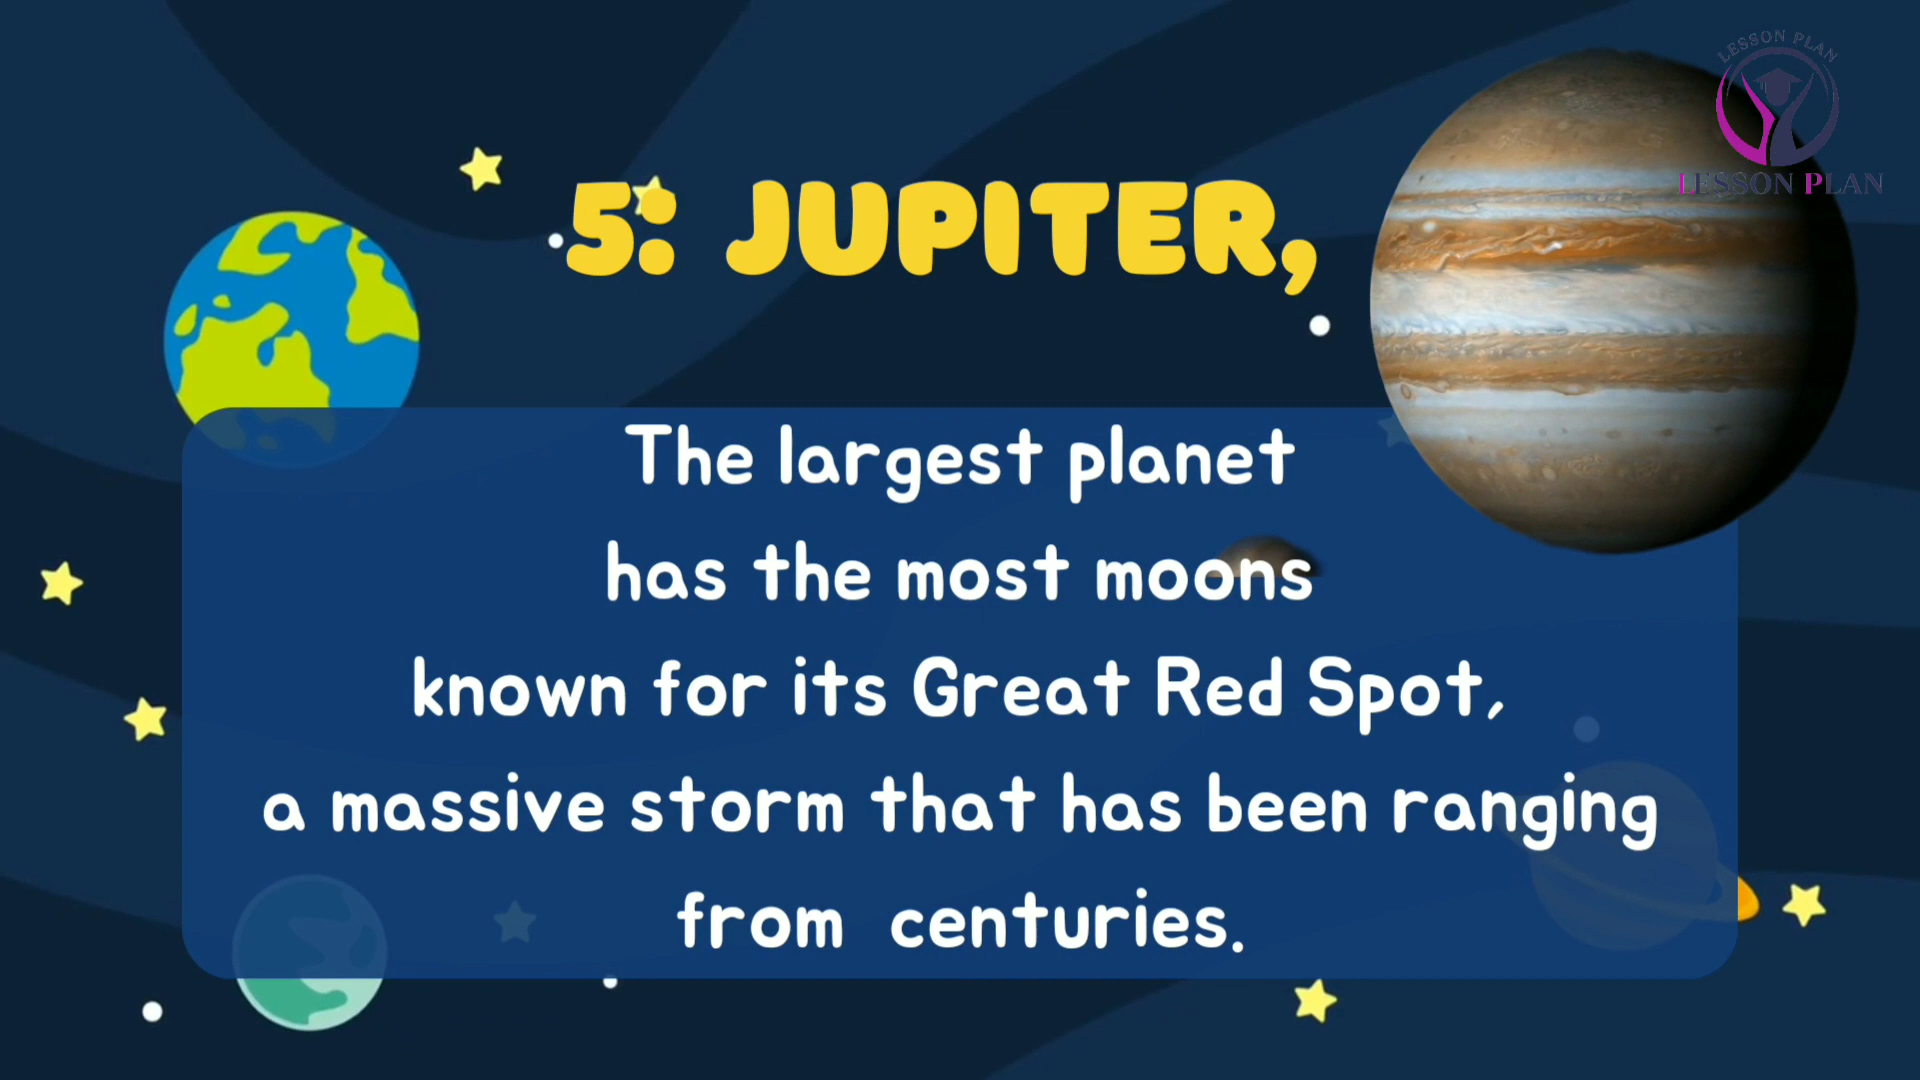 LESSON PLAN
LESSON PLAN
5: JUPITER,
The largest planet
has the most moons
known for its Great Red Spot,
a massive storm that has been ranging
from centuries.